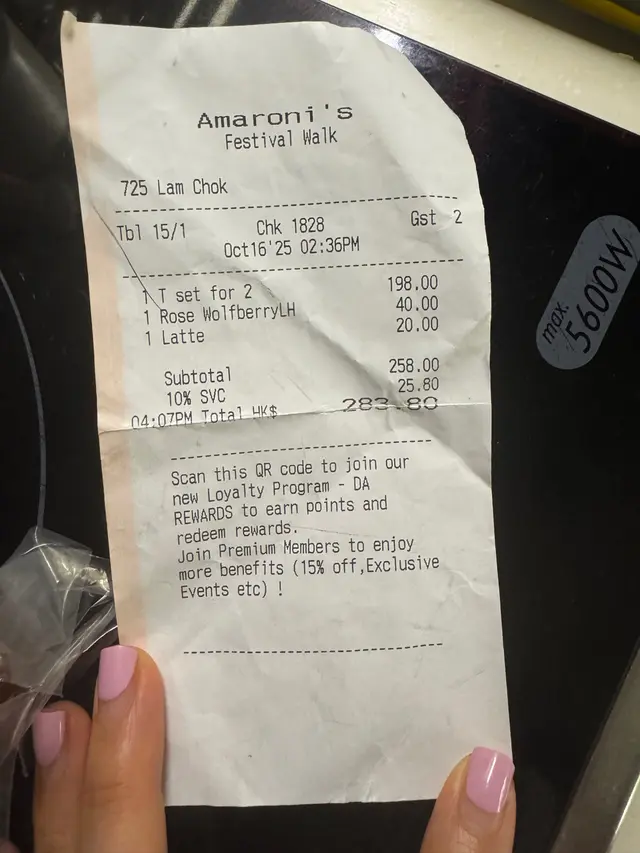 Amaroni's
Festival Walk
725 Lam Chok
Tbl 15/1 Chk 1828 Gst 2
Oct16'25 02:36PM
1 T set for 2 198.00
1 Rose WolfberryLH 40.00
1 Latte 20.00
Subtotal 258.00
10% SVC 25.80
04:07PM Total HK$ 283.80
Scan this QR code to join our
new Loyalty Program - DA
REWARDS to earn points and
redeem rewards.
Join Premium Members to enjoy
more benefits (15% off,Exclusive
Events etc) !
max. 5600W